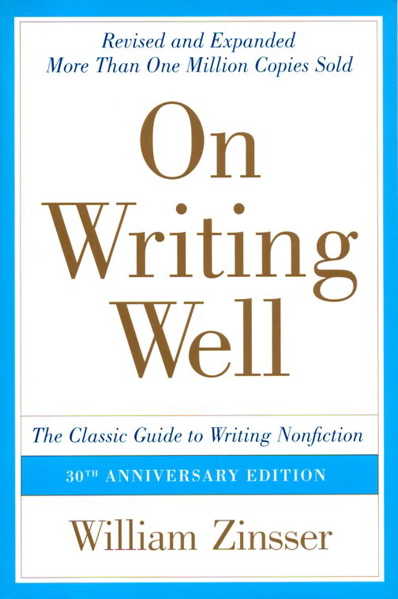 Revised and Expanded
More Than One Million Copies Sold
On
Writing
Well
The Classic Guide to Writing Nonfiction
30TH ANNIVERSARY EDITION
William Zinsser